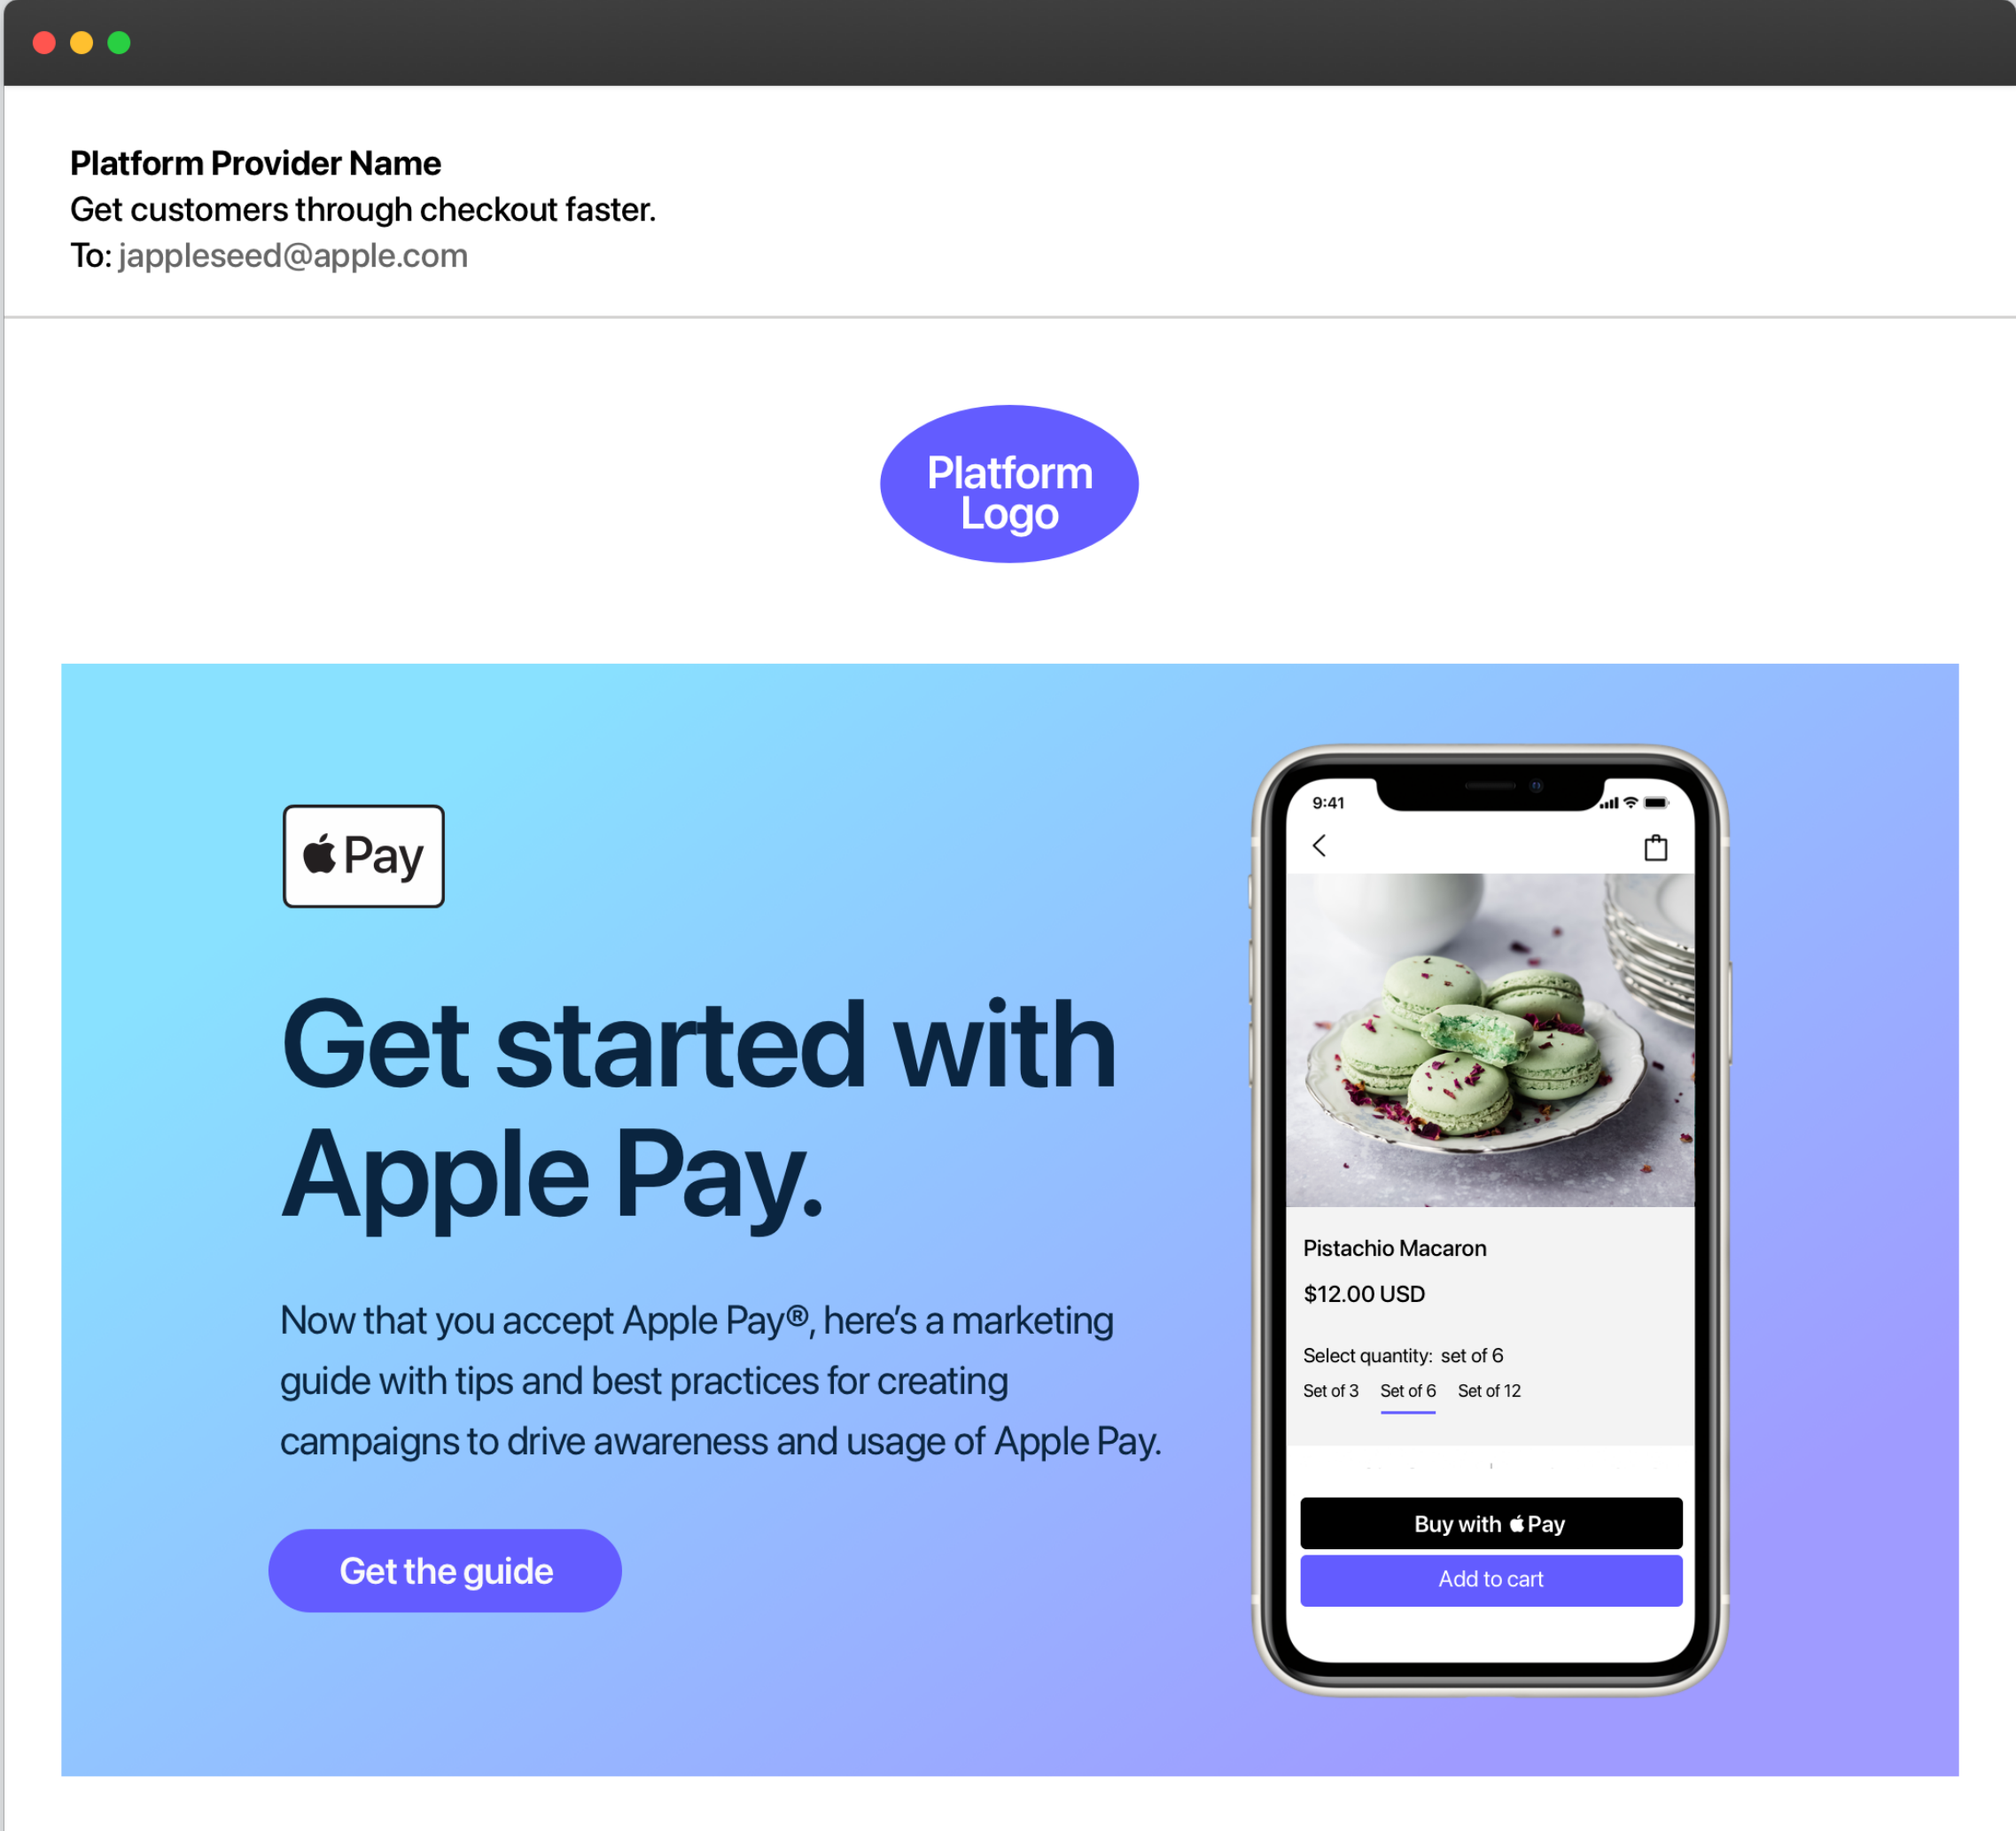 Platform Provider Name
Get customers through checkout faster.
To: jappleseed@apple.com
Platform
Logo
Pay
Get started with
Apple Pay.
Now that you accept Apple Pay®, here’s a marketing
guide with tips and best practices for creating
campaigns to drive awareness and usage of Apple Pay.
Get the guide
9:41
Pistachio Macaron
$12.00 USD
Select quantity: set of 6
Set of 3 Set of 6 Set of 12
Buy with Pay
Add to cart